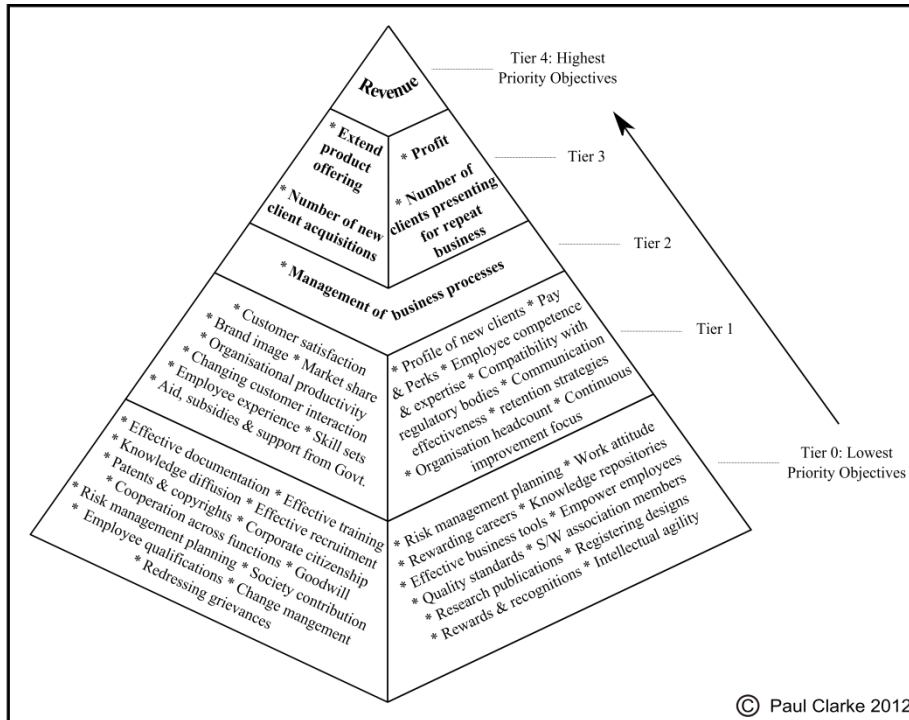 Revenue
* Extend
product
offering
* Number of new
client acquisitions
* Profit
* Number of
clients presenting
for repeat
business
* Management of business processes
* Customer satisfaction
* Brand image * Market share
* Organisational productivity
* Changing customer interaction
* Employee experience * Skill sets
* Aid, subsidies & support from Govt.
* Profile of new clients * Pay
& Perks * Employee competence
& expertise * Compatibility with
regulatory bodies * Communication
effectiveness * retention strategies
* Organisation headcount * Continuous
improvement focus
* Effective documentation * Effective training
* Knowledge diffusion * Effective recruitment
* Patents & copyrights * Corporate citizenship
* Cooperation across functions * Goodwill
* Risk management planning * Society contribution
* Employee qualifications * Change mangement
* Redressing grievances
* Risk management planning * Work attitude
* Rewarding careers * Knowledge repositories
* Effective business tools * Empower employees
* Quality standards * S/W association members
* Research publications * Registering designs
* Rewards & recognitions * Intellectual agility
Tier 4: Highest
Priority Objectives
Tier 3
Tier 2
Tier 1
Tier 0: Lowest
Priority Objectives
© Paul Clarke 2012